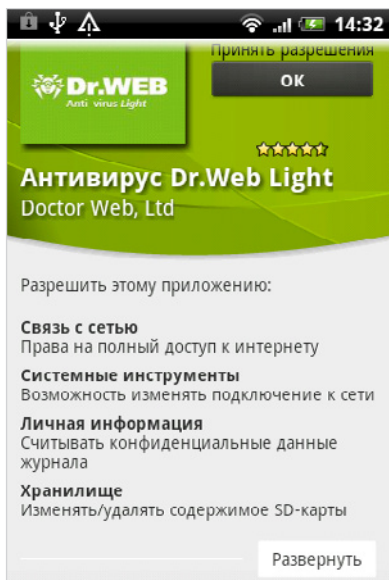 14:32
Принять разрешения
ОК
Dr.WEB
Anti virus Light
Антивирус Dr.Web Light
Doctor Web, Ltd
Разрешить этому приложению:
Связь с сетью
Права на полный доступ к интернету
Системные инструменты
Возможность изменять подключение к сети
Личная информация
Считывать конфиденциальные данные
журнала
Хранилище
Изменять/удалять содержимое SD-карты
Развернуть